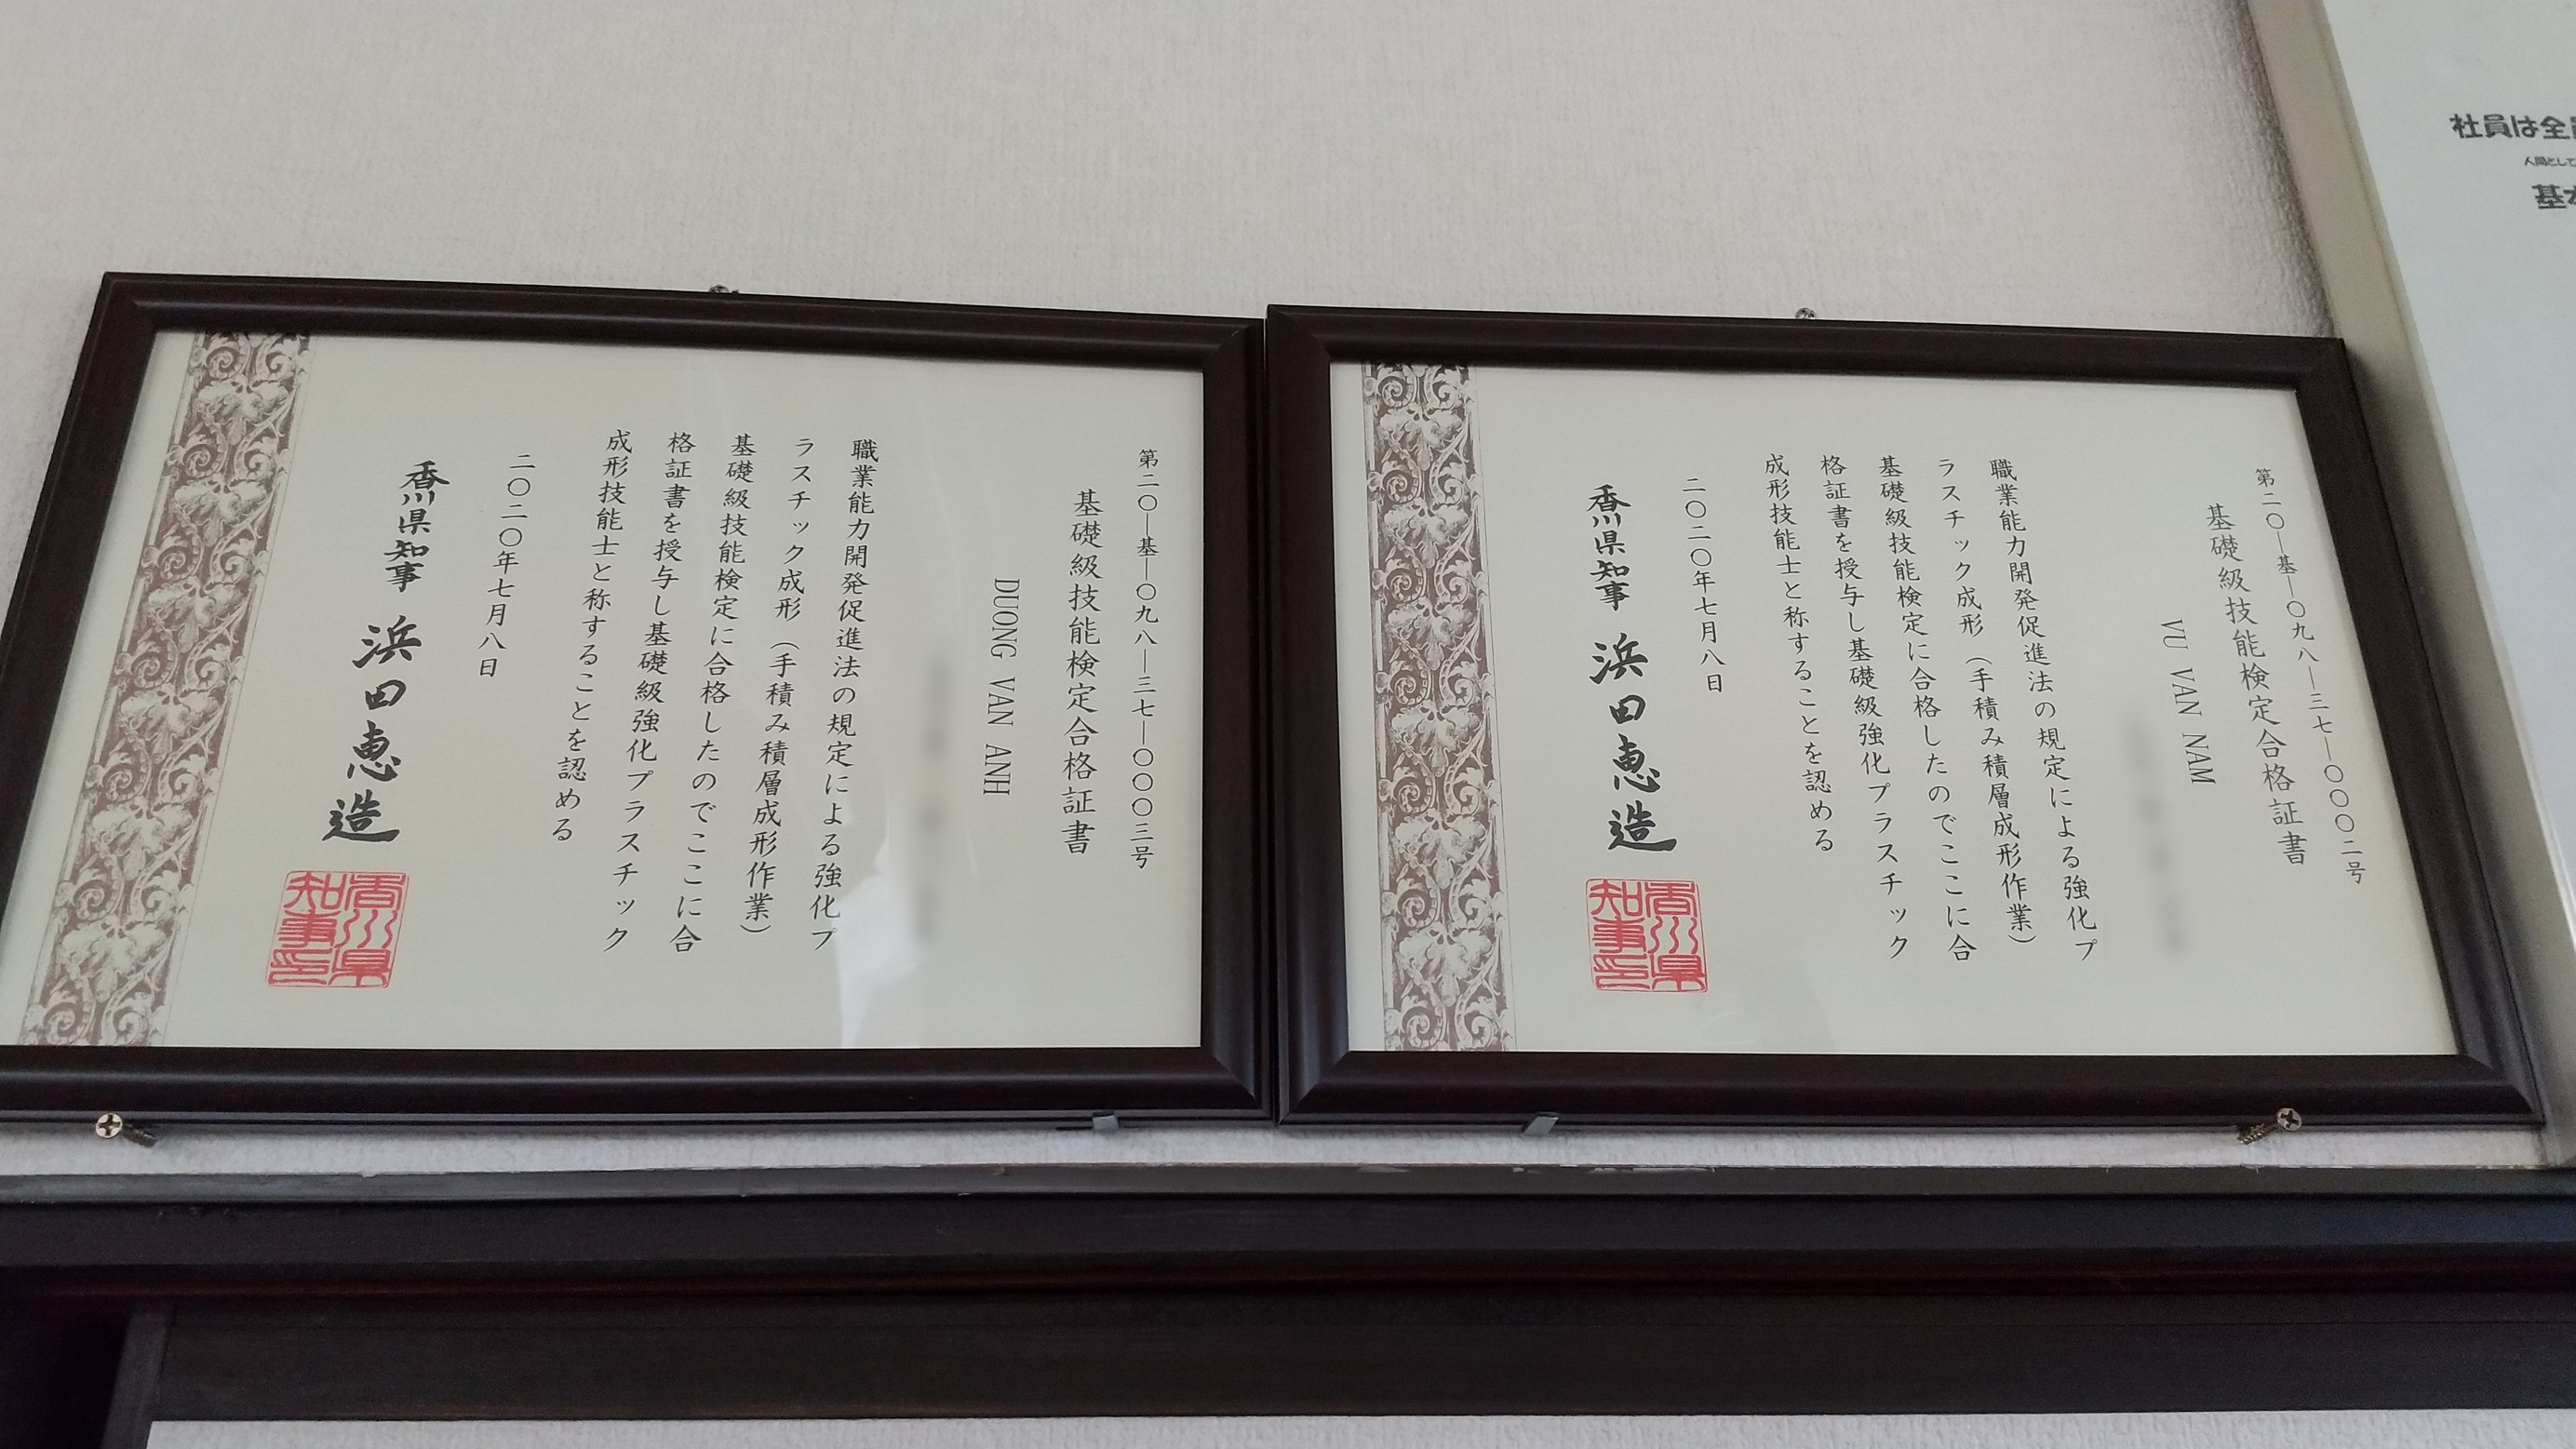 第二〇―基―〇九八―三七―〇〇〇二号
基礎級技能検定合格証書
VU VAN NAM
職業能力開発促進法の規定による強化プ
ラスチック成形（手積み積層成形作業）
基礎級技能検定に合格したのでここに合
格証書を授与し基礎級強化プラスチック
成形技能士と称することを認める
二〇二〇年七月八日
香川県知事 浜田恵造
香川県知事印
第二〇―基―〇九八―三七―〇〇〇三号
基礎級技能検定合格証書
DUONG VAN ANH
職業能力開発促進法の規定による強化プ
ラスチック成形（手積み積層成形作業）
基礎級技能検定に合格したのでここに合
格証書を授与し基礎級強化プラスチック
成形技能士と称することを認める
二〇二〇年七月八日
香川県知事 浜田恵造
香川県知事印
社員は全
人間として
基本